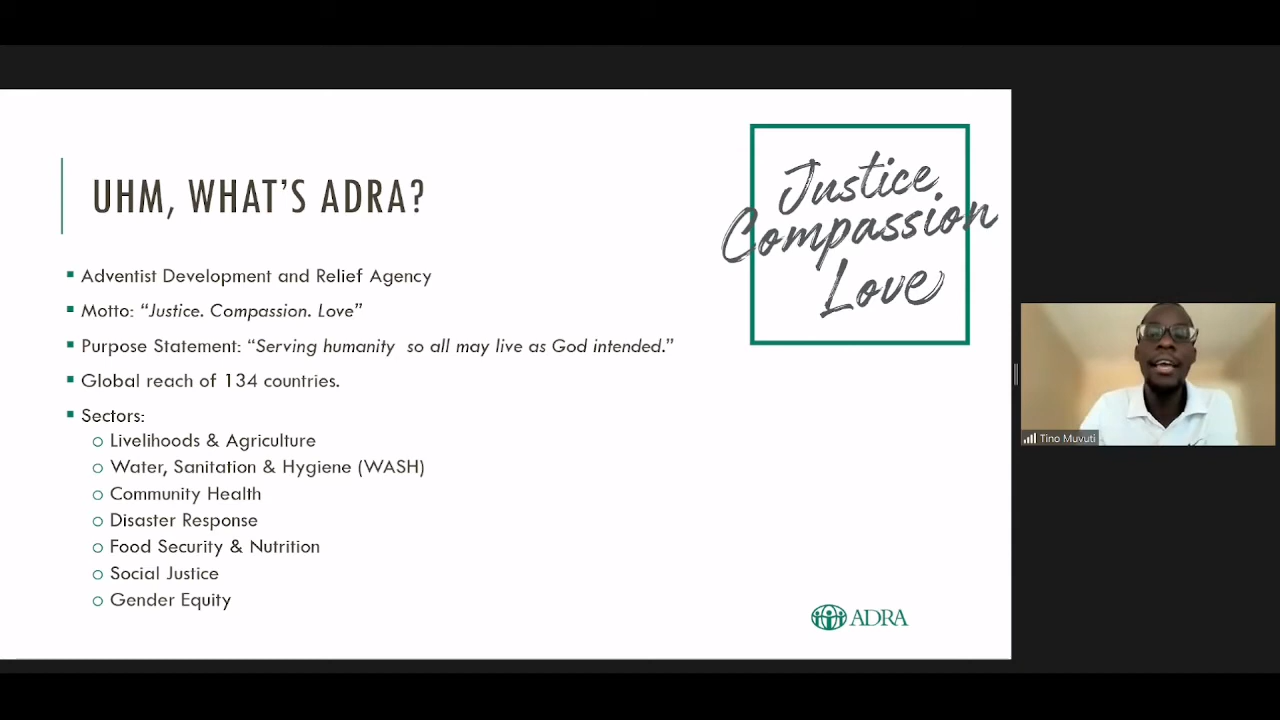 UHM, WHAT'S ADRA?
Adventist Development and Relief Agency
Motto: “Justice. Compassion. Love”
Purpose Statement: “Serving humanity so all may live as God intended.”
Global reach of 134 countries.
Sectors:
Livelihoods & Agriculture
Water, Sanitation & Hygiene (WASH)
Community Health
Disaster Response
Food Security & Nutrition
Social Justice
Gender Equity
Justice
Compassion
Love
ADRA
Tino Muvuti